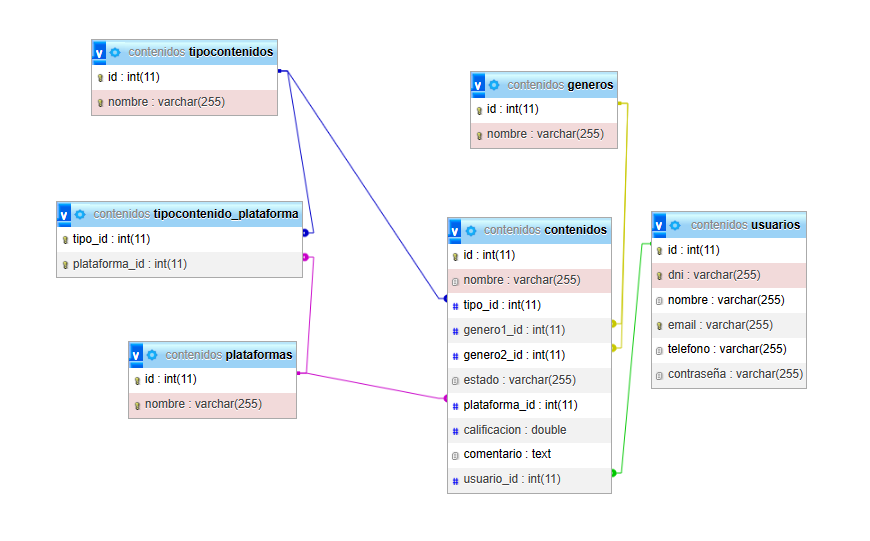 contenidos tipocontenidos
id : int(11)
nombre : varchar(255)
contenidos generos
id : int(11)
nombre : varchar(255)
contenidos tipocontenido_plataforma
tipo_id : int(11)
plataforma_id : int(11)
contenidos contenidos
id : int(11)
nombre : varchar(255)
tipo_id : int(11)
genero1_id : int(11)
genero2_id : int(11)
estado : varchar(255)
plataforma_id : int(11)
calificacion : double
comentario : text
usuario_id : int(11)
contenidos usuarios
id : int(11)
dni : varchar(255)
nombre : varchar(255)
email : varchar(255)
telefono : varchar(255)
contraseña : varchar(255)
contenidos plataformas
id : int(11)
nombre : varchar(255)